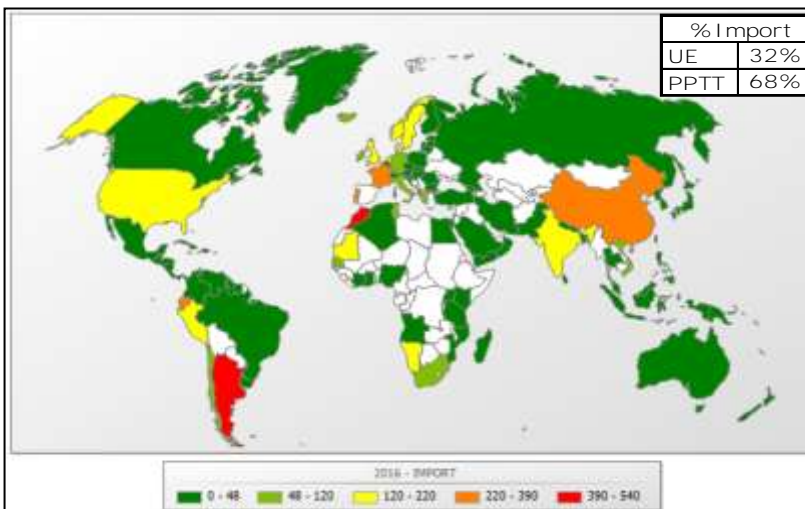 % Import
UE 32%
PPTT 68%
2016 - IMPORT
0 - 48 48 - 120 120 - 220 220 - 390 390 - 540